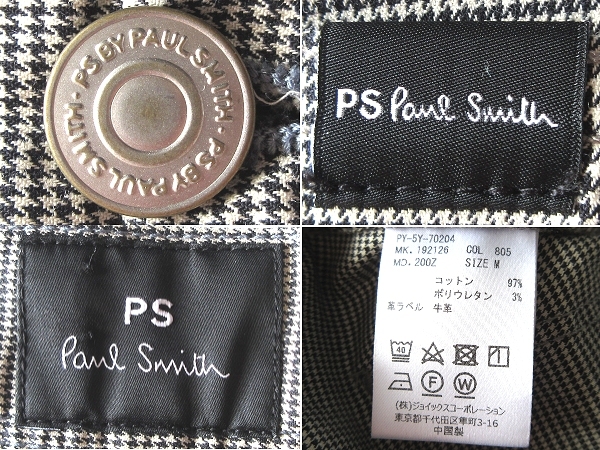 PS BY PAUL SMITH · PS BY PAUL SMITH ·
PS Paul Smith
PS
Paul Smith
PY-5Y-70204
MK. 192126 COL 805
MO. 200Z SIZE M
コットン 97%
ポリウレタン 3%
革ラベル 牛革
40
F W
(株)ジョイックスコーポレーション
東京都千代田区隼町3-16
中国製